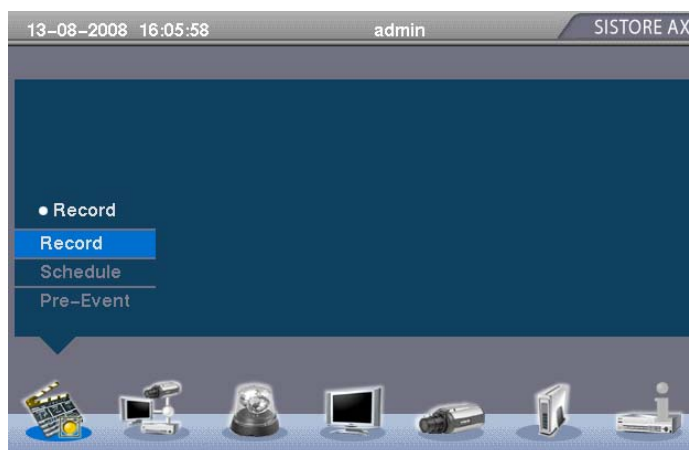 13-08-2008 16:05:58 admin SISTORE AX
• Record
Record
Schedule
Pre-Event